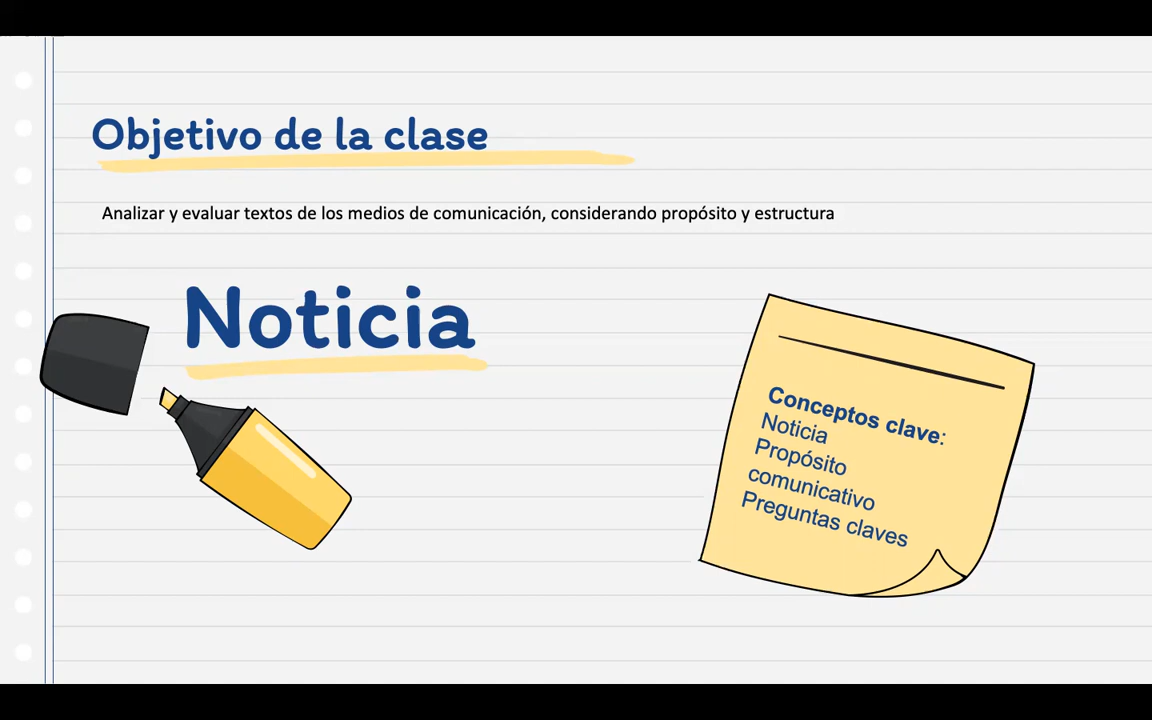 Objetivo de la clase
Analizar y evaluar textos de los medios de comunicación, considerando propósito y estructura
Noticia
Conceptos clave:
Noticia
Propósito
comunicativo
Preguntas claves